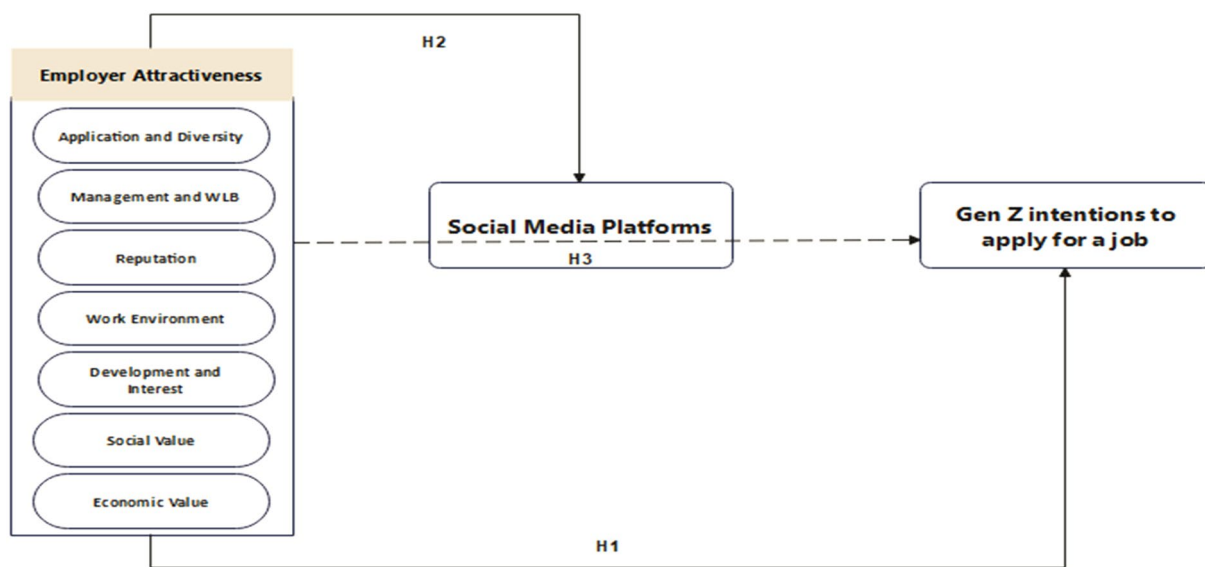 H2
Employer Attractiveness
Application and Diversity
Management and WLB
Reputation
Work Environment
Development and
Interest
Social Value
Economic Value
Social Media Platforms
H3
Gen Z intentions to
apply for a job
H1